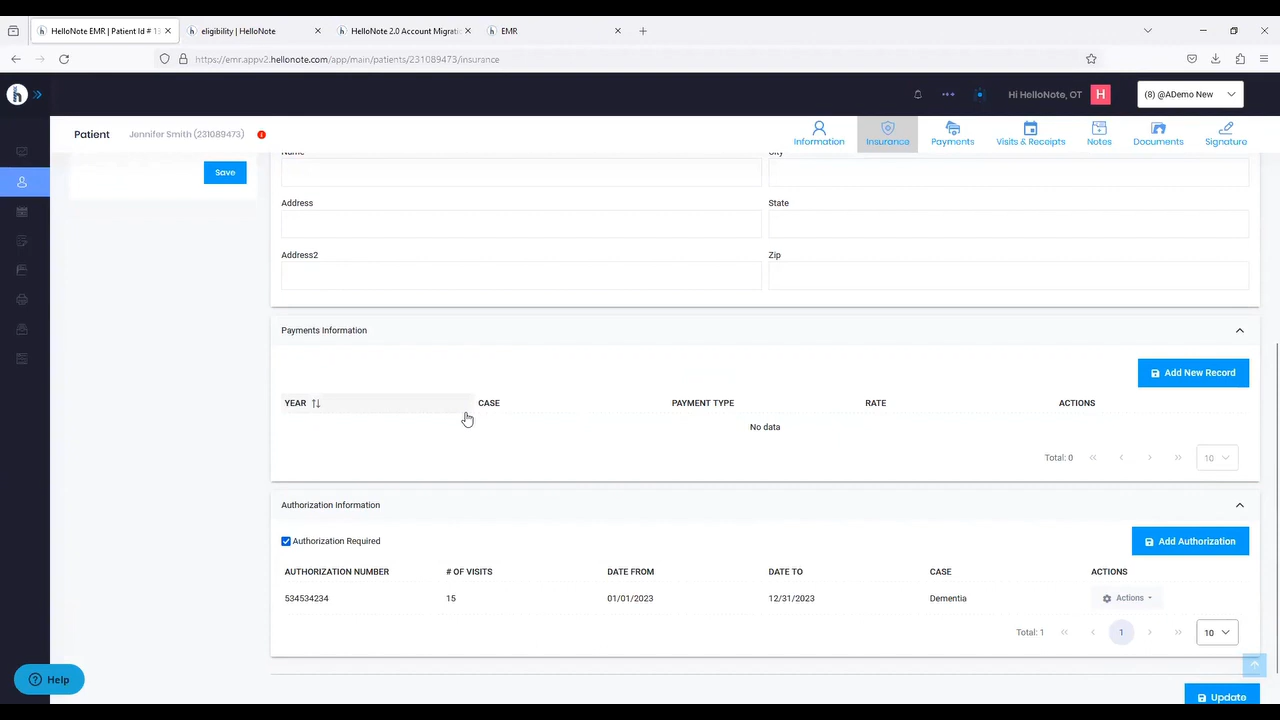 HelloNote EMR | Patient Id # 13
eligibility | HelloNote
HelloNote 2.0 Account Migratio
EMR
https://emr.appv2.hellonote.com/app/main/patients/231089473/insurance
Hi HelloNote, OT
H
(8) @ADemo New
Patient
Jennifer Smith (231089473)
Information
Insurance
Payments
Visits & Receipts
Notes
Documents
Signature
Save
Name
City
Address
State
Address2
Zip
Payments Information
Add New Record
YEAR
CASE
PAYMENT TYPE
RATE
ACTIONS
No data
Total: 0
10
Authorization Information
Authorization Required
Add Authorization
AUTHORIZATION NUMBER
# OF VISITS
DATE FROM
DATE TO
CASE
ACTIONS
534534234
15
01/01/2023
12/31/2023
Dementia
Actions
Total: 1
1
10
Help
Update